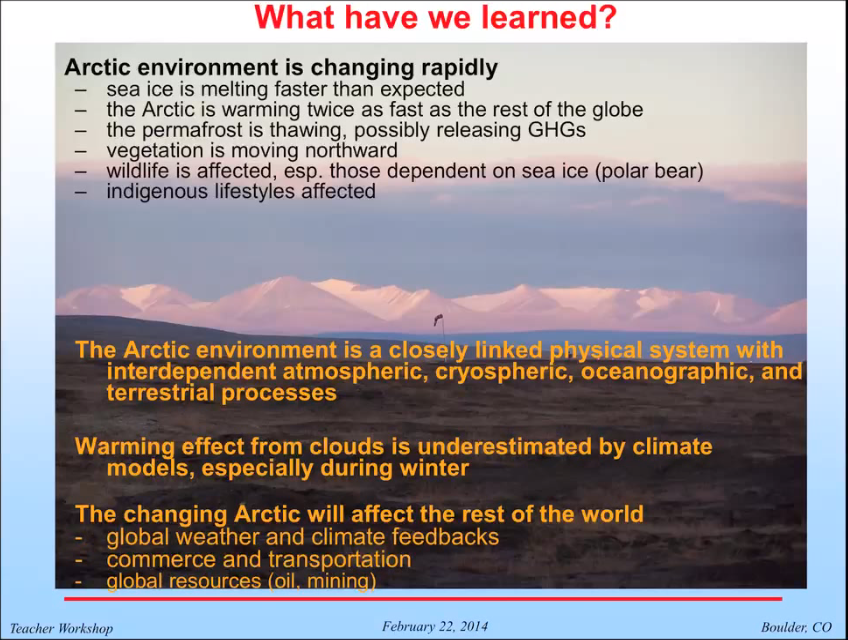 What have we learned?
Arctic environment is changing rapidly
– sea ice is melting faster than expected
– the Arctic is warming twice as fast as the rest of the globe
– the permafrost is thawing, possibly releasing GHGs
– vegetation is moving northward
– wildlife is affected, esp. those dependent on sea ice (polar bear)
– indigenous lifestyles affected
The Arctic environment is a closely linked physical system with
interdependent atmospheric, cryospheric, oceanographic, and
terrestrial processes
Warming effect from clouds is underestimated by climate
models, especially during winter
The changing Arctic will affect the rest of the world
- global weather and climate feedbacks
- commerce and transportation
- global resources (oil, mining)
Teacher Workshop
February 22, 2014
Boulder, CO